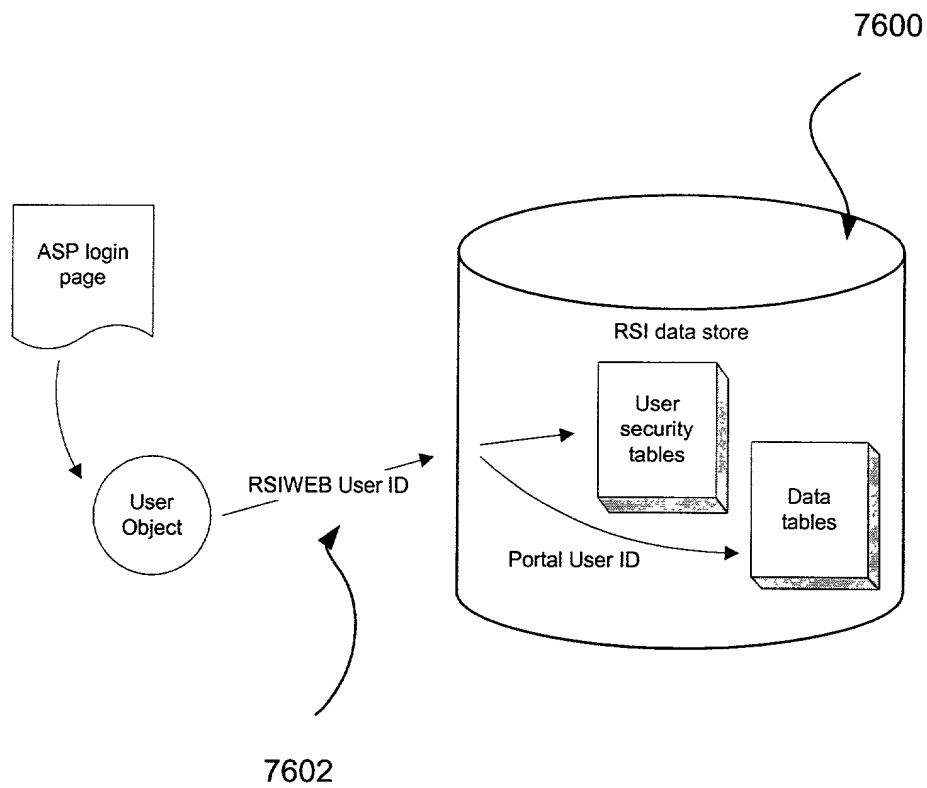 7600
ASP login
page
RSI data store
User
security
tables
RSIWEB User ID
User
Object
Data
tables
Portal User ID
7602